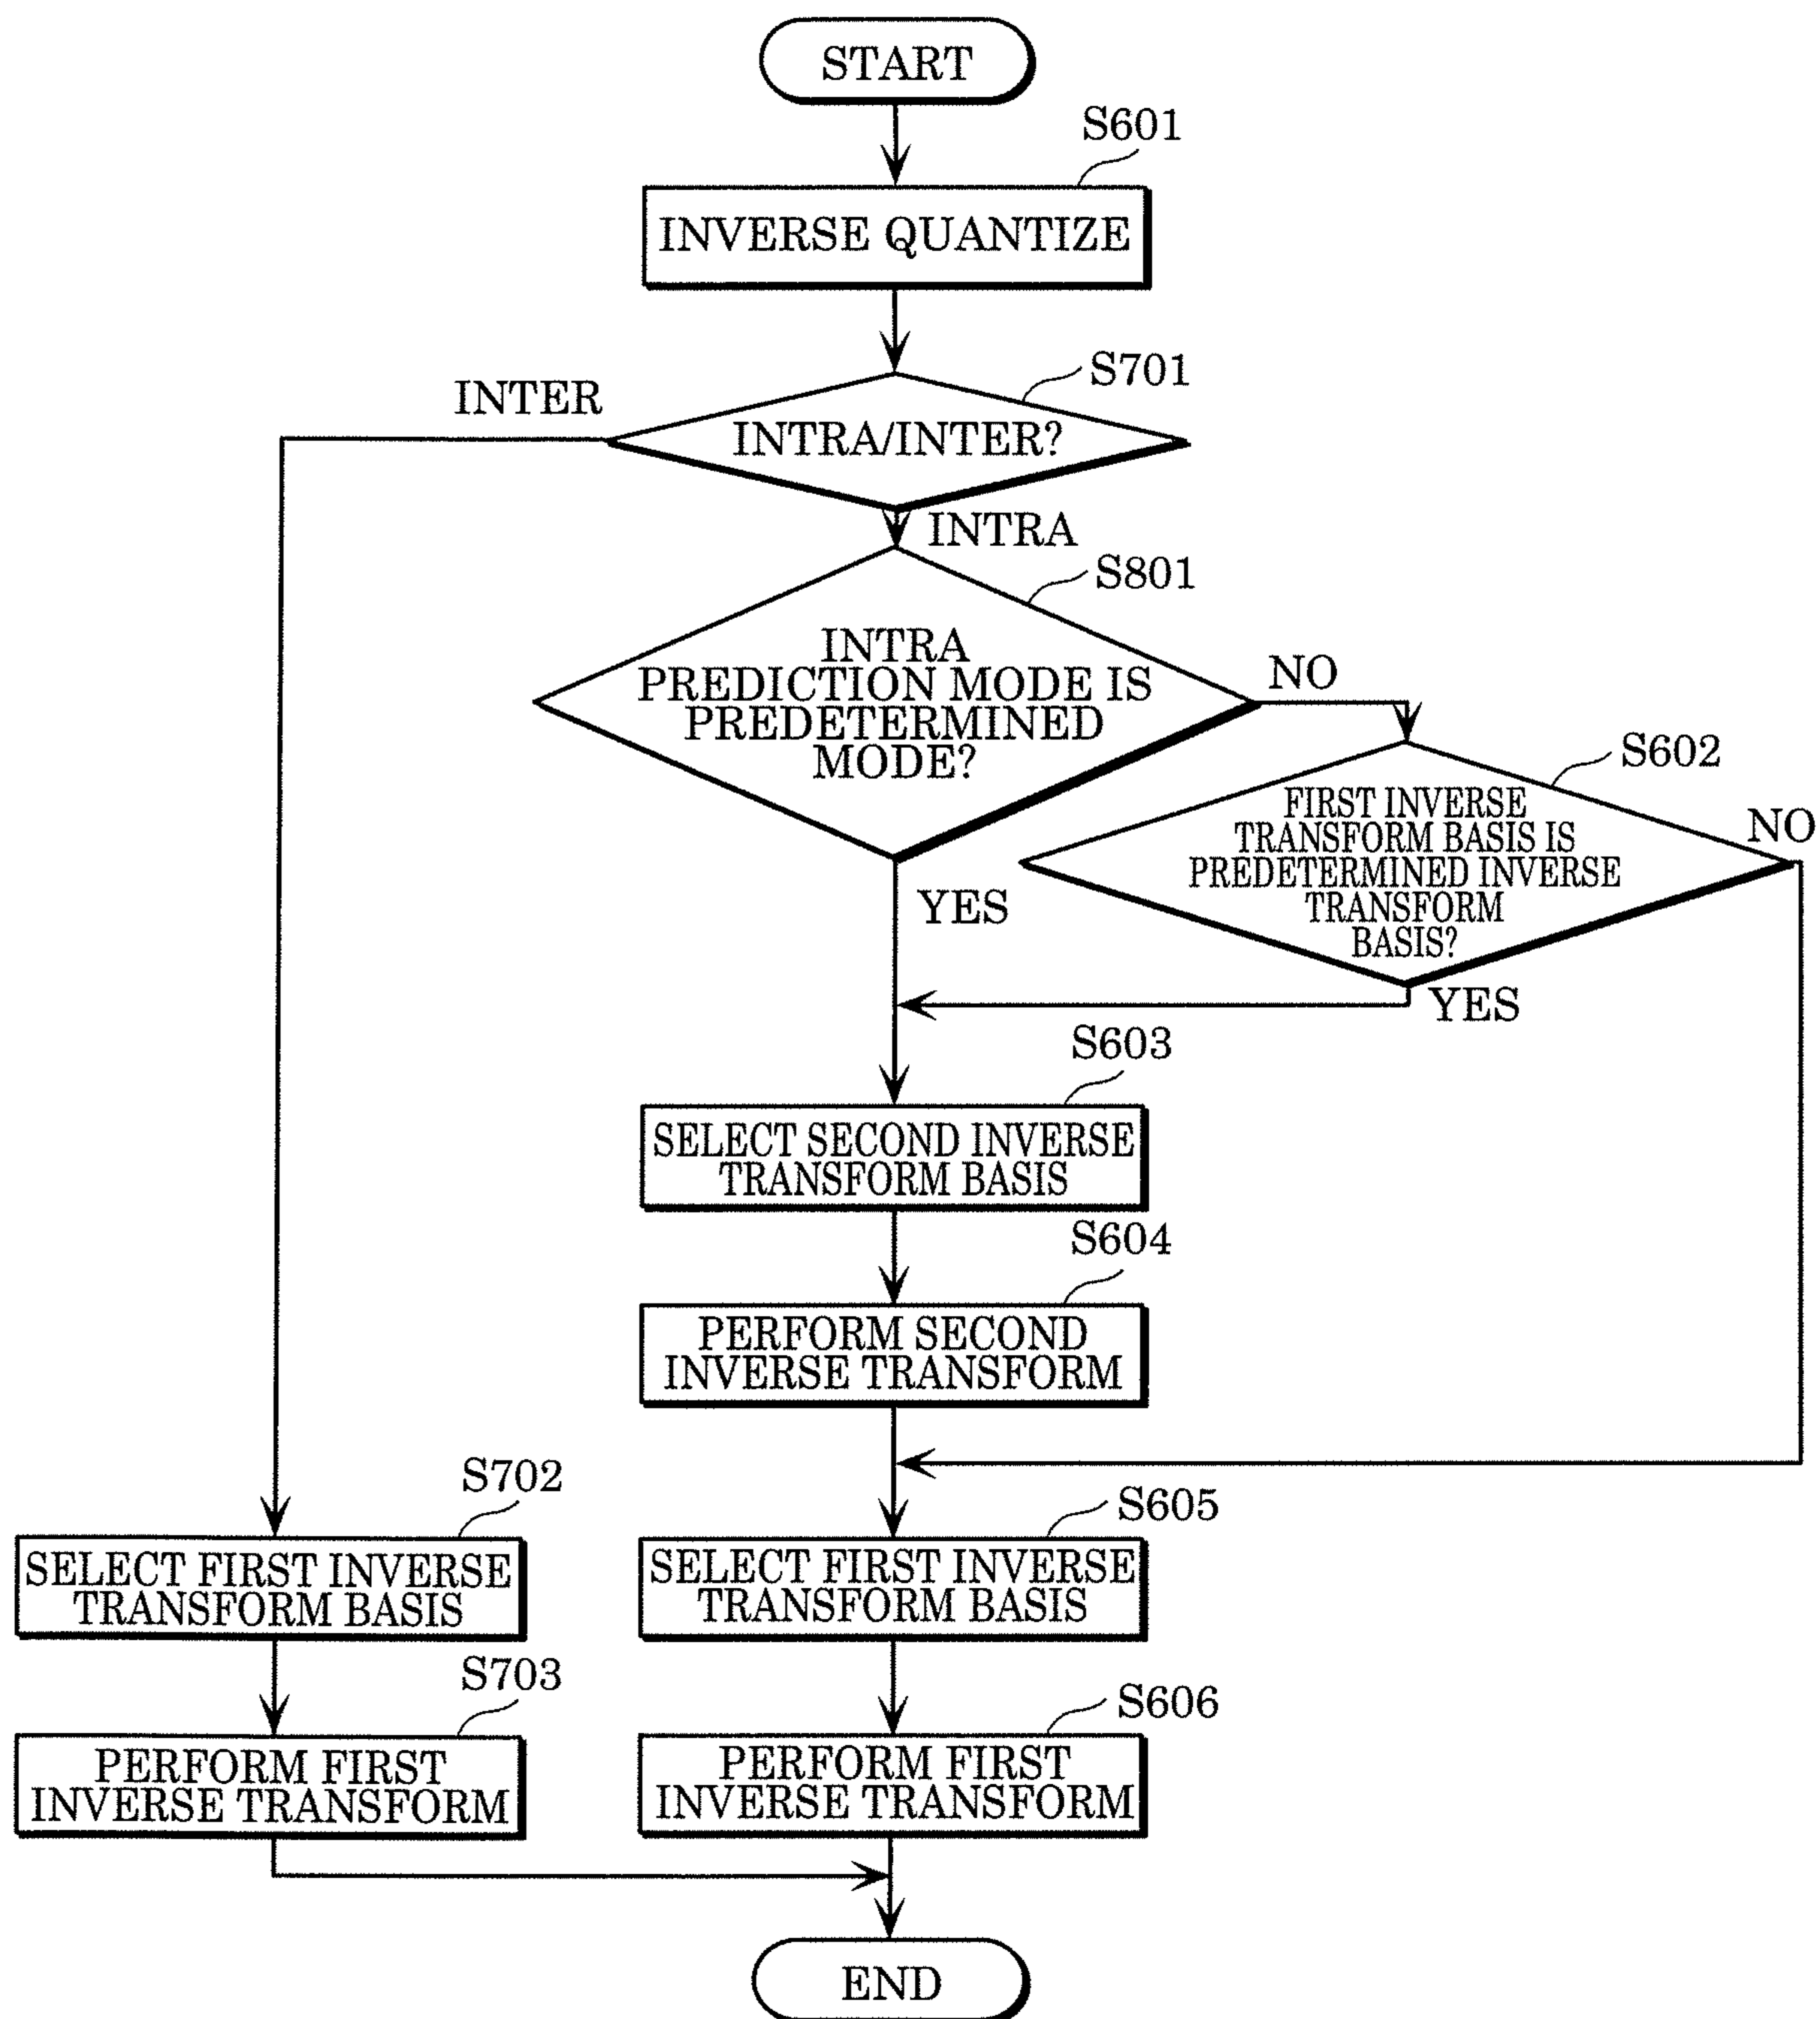 START
S601
INVERSE QUANTIZE
S701
INTER
INTRA/INTER?
INTRA
S801
INTRA
PREDICTION MODE IS
PREDETERMINED
MODE?
NO
S602
FIRST INVERSE
TRANSFORM BASIS IS
PREDETERMINED INVERSE
TRANSFORM
BASIS?
NO
YES
YES
S603
SELECT SECOND INVERSE
TRANSFORM BASIS
S604
PERFORM SECOND
INVERSE TRANSFORM
S702
SELECT FIRST INVERSE
TRANSFORM BASIS
S605
SELECT FIRST INVERSE
TRANSFORM BASIS
S703
PERFORM FIRST
INVERSE TRANSFORM
S606
PERFORM FIRST
INVERSE TRANSFORM
END